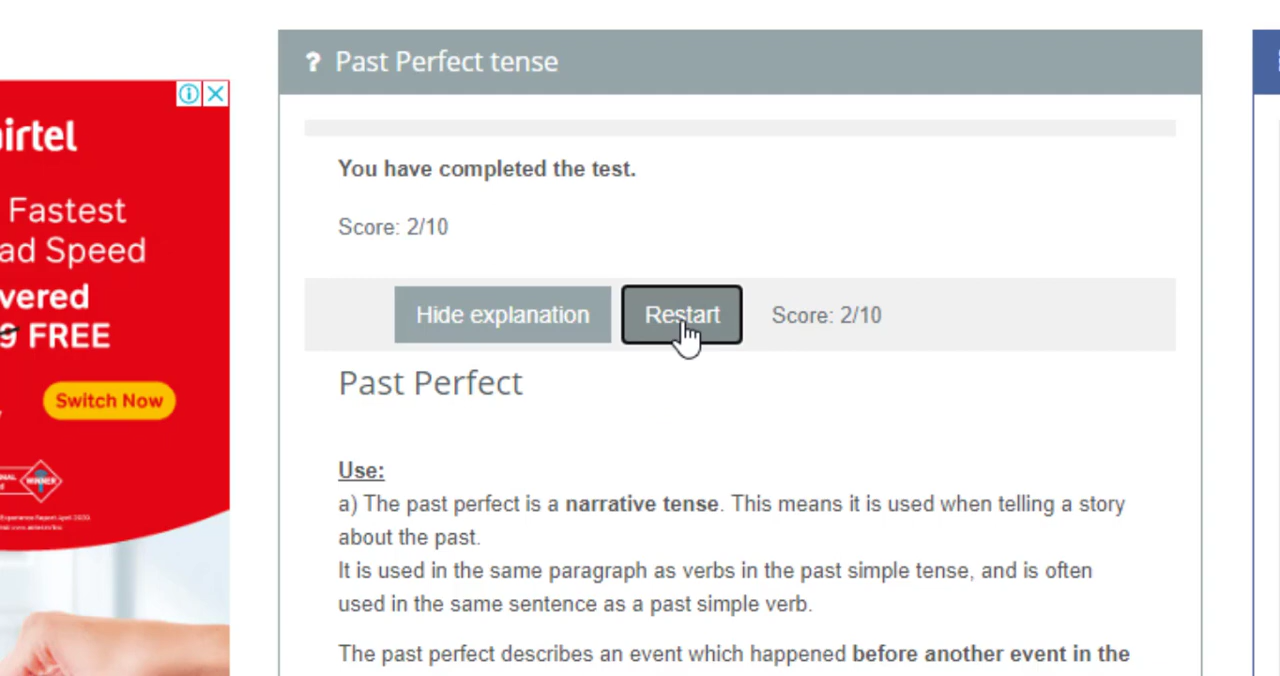 Past Perfect tense
airtel
Fastest
ad Speed
vered
9 FREE
Switch Now
WINNER
You have completed the test.
Score: 2/10
Hide explanation
Restart
Score: 2/10
Past Perfect
Use:
a) The past perfect is a narrative tense. This means it is used when telling a story
about the past.
It is used in the same paragraph as verbs in the past simple tense, and is often
used in the same sentence as a past simple verb.
The past perfect describes an event which happened before another event in the